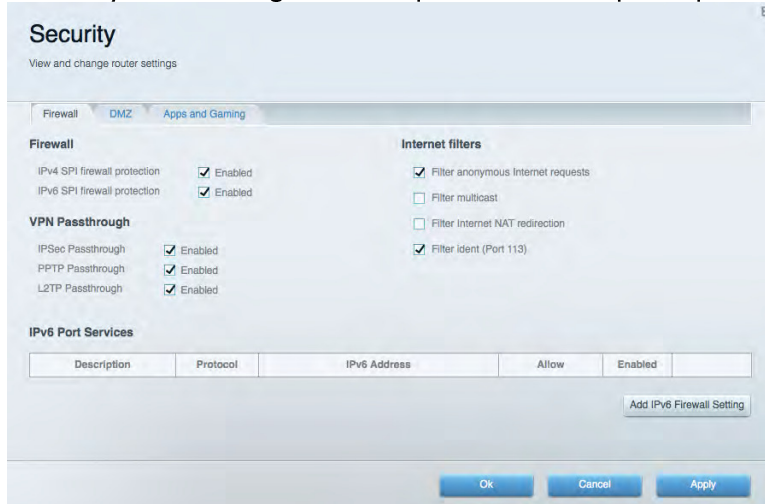 Security
View and change router settings
Firewall DMZ Apps and Gaming
Firewall
IPv4 SPI firewall protection Enabled
IPv6 SPI firewall protection Enabled
VPN Passthrough
IPSec Passthrough Enabled
PPTP Passthrough Enabled
L2TP Passthrough Enabled
Internet filters
Filter anonymous Internet requests
Filter multicast
Filter Internet NAT redirection
Filter ident (Port 113)
IPv6 Port Services
Description Protocol IPv6 Address Allow Enabled
Add IPv6 Firewall Setting
Ok Cancel Apply